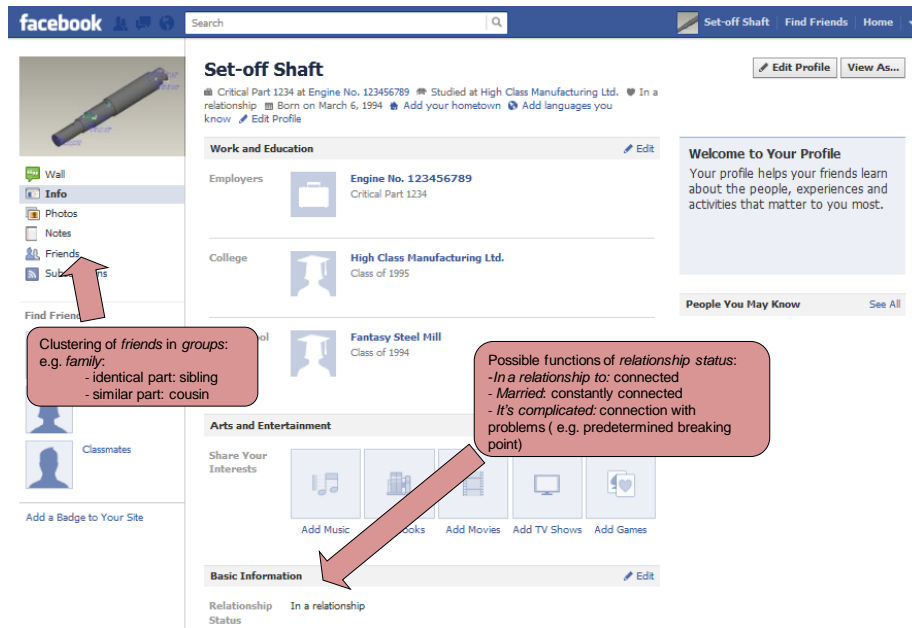 facebook
Search
Set-off Shaft
Find Friends
Home
Set-off Shaft
Edit Profile
View As...
Critical Part 1234 at Engine No. 123456789 Studied at High Class Manufacturing Ltd. In a
relationship Born on March 6, 1994 Add your hometown Add languages you
know Edit Profile
Wall
Info
Photos
Notes
Friends
Find Friend
Work and Education
Edit
Employers
Engine No. 123456789
Critical Part 1234
College
High Class Manufacturing Ltd.
Class of 1995
Fantasy Steel Mill
Class of 1994
Welcome to Your Profile
Your profile helps your friends learn
about the people, experiences and
activities that matter to you most.
People You May Know
See All
Clustering of friends in groups:
e.g. family:
- identical part: sibling
- similar part: cousin
Possible functions of relationship status:
-In a relationship to: connected
- Married: constantly connected
- It's complicated: connection with
problems ( e.g. predetermined breaking
point)
Classmates
Add a Badge to Your Site
Arts and Entertainment
Share Your
Interests
Add Music
Add Movies
Add TV Shows
Add Games
Basic Information
Edit
Relationship
Status
In a relationship